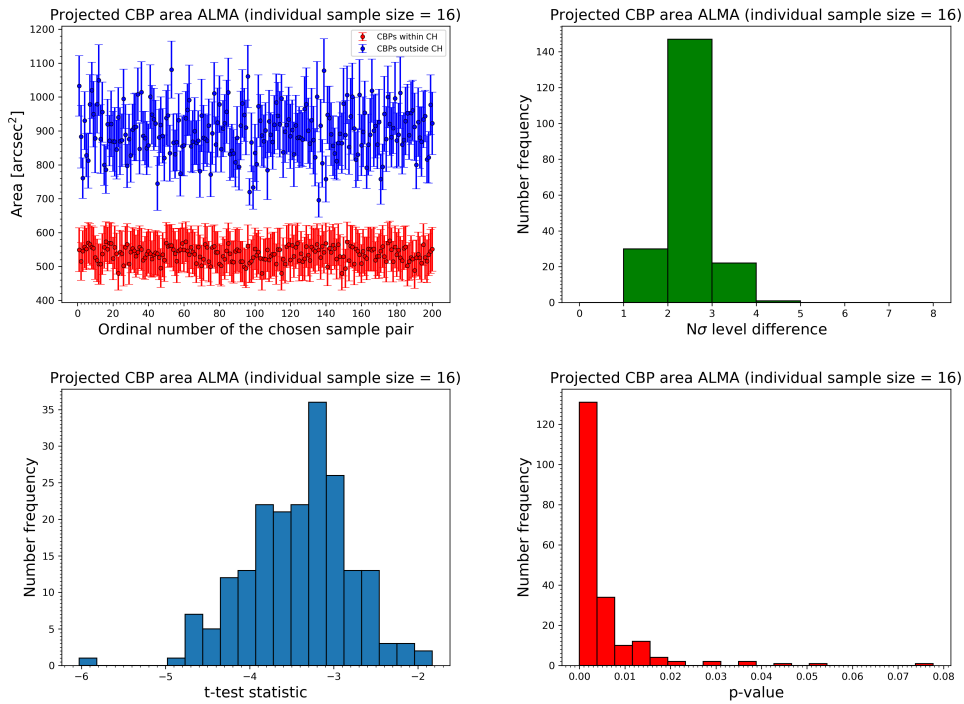 Projected CBP area ALMA (individual sample size = 16)
1200
1100
1000
900
800
700
600
500
400
Area [arcsec²]
CBPs within CH
CBPs outside CH
0 20 40 60 80 100 120 140 160 180 200
Ordinal number of the chosen sample pair
Projected CBP area ALMA (individual sample size = 16)
140
120
100
80
60
40
20
0
Number frequency
0 1 2 3 4 5 6 7 8
Nσ level difference
Projected CBP area ALMA (individual sample size = 16)
35
30
25
20
15
10
5
0
Number frequency
−6 −5 −4 −3 −2
t-test statistic
Projected CBP area ALMA (individual sample size = 16)
120
100
80
60
40
20
0
Number frequency
0.00 0.01 0.02 0.03 0.04 0.05 0.06 0.07 0.08
p-value